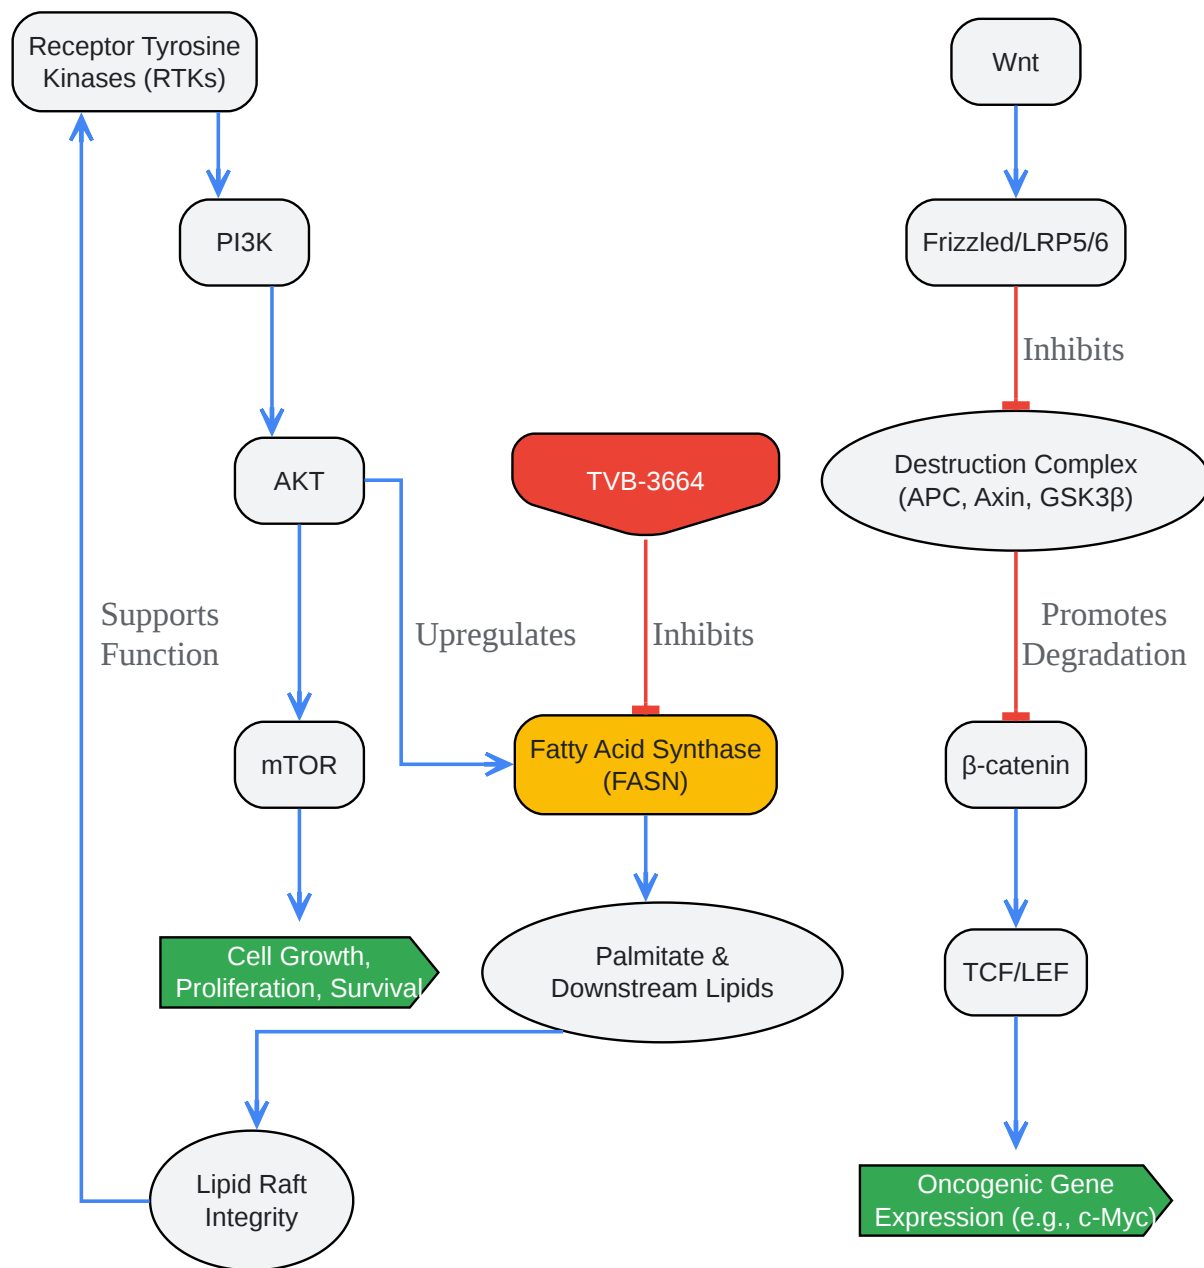 Receptor Tyrosine
Kinases (RTKs)
Wnt
PI3K
Frizzled/LRP5/6
Inhibits
AKT
TVB-3664
Destruction Complex
(APC, Axin, GSK3β)
Supports
Function
Upregulates
Inhibits
Promotes
Degradation
mTOR
Fatty Acid Synthase
(FASN)
β-catenin
Cell Growth,
Proliferation, Survival
Palmitate &
Downstream Lipids
TCF/LEF
Lipid Raft
Integrity
Oncogenic Gene
Expression (e.g., c-Myc)